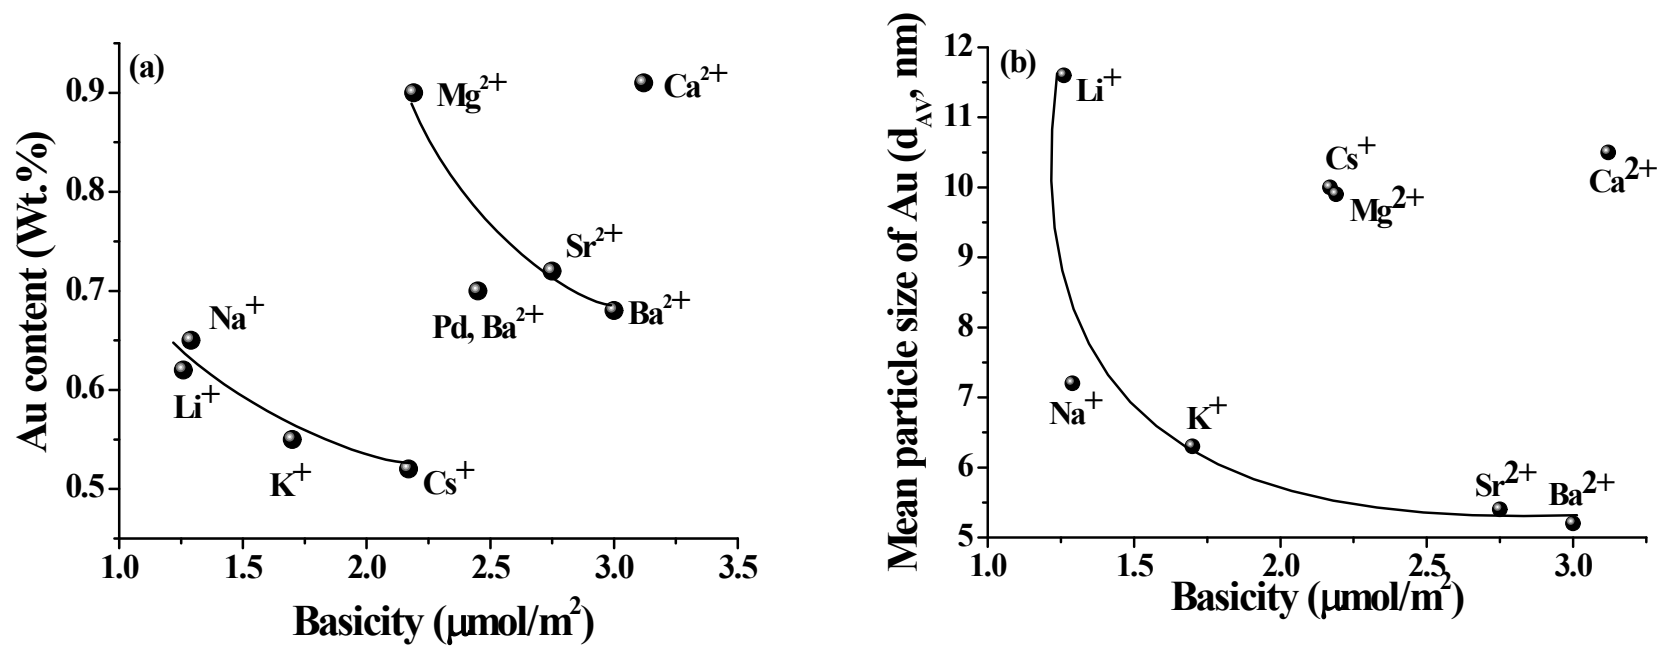 (a)
Au content (Wt.%)
0.9
0.8
0.7
0.6
0.5
Mg²⁺
Ca²⁺
Sr²⁺
Pd, Ba²⁺
Ba²⁺
Na⁺
Li⁺
K⁺
Cs⁺
1.0 1.5 2.0 2.5 3.0 3.5
Basicity (μmol/m²)
(b)
Mean particle size of Au (d_AV, nm)
12
11
10
9
8
7
6
5
Li⁺
Cs⁺
Mg²⁺
Ca²⁺
Na⁺
K⁺
Sr²⁺
Ba²⁺
1.0 1.5 2.0 2.5 3.0
Basicity (μmol/m²)